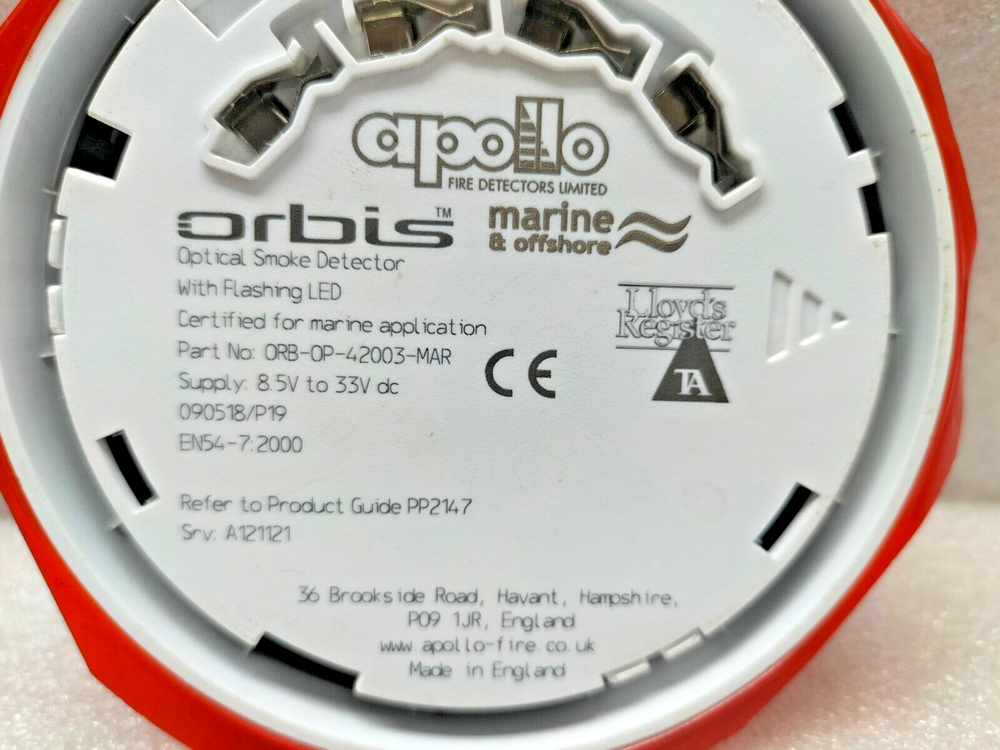 apollo
FIRE DETECTORS LIMITED
orbis™
marine
& offshore
Optical Smoke Detector
With Flashing LED
Certified for marine application
Part No: ORB-OP-42003-MAR
Supply: 8.5V to 33V dc
090518/P19
EN54-7:2000
CE
Lloyd's
Register
TA
Refer to Product Guide PP2147
Srv: A121121
36 Brookside Road, Havant, Hampshire,
PO9 1JR, England
www.apollo-fire.co.uk
Made in England